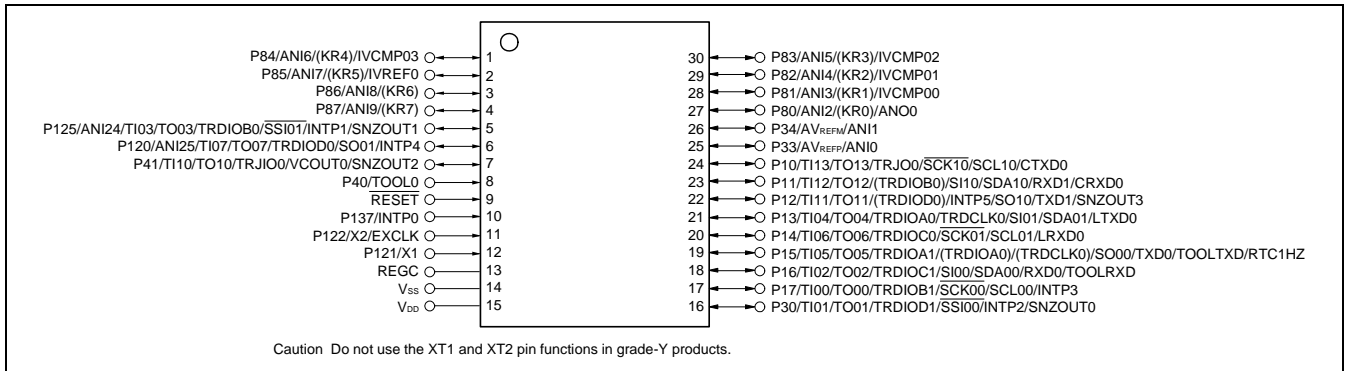 P84/ANI6/(KR4)/IVCMP03 1 30 P83/ANI5/(KR3)/IVCMP02
P85/ANI7/(KR5)/IVREF0 2 29 P82/ANI4/(KR2)/IVCMP01
P86/ANI8/(KR6) 3 28 P81/ANI3/(KR1)/IVCMP00
P87/ANI9/(KR7) 4 27 P80/ANI2/(KR0)/ANO0
P125/ANI24/TI03/TO03/TRDIOB0/SSI01/INTP1/SNZOUT1 5 26 P34/AVREFM/ANI1
P120/ANI25/TI07/TO07/TRDIOD0/SO01/INTP4 6 25 P33/AVREFP/ANI0
P41/TI10/TO10/TRJIO0/VCOUT0/SNZOUT2 7 24 P10/TI13/TO13/TRJO0/SCK10/SCL10/CTXD0
P40/TOOL0 8 23 P11/TI12/TO12/(TRDIOB0)/SI10/SDA10/RXD1/CRXD0
RESET 9 22 P12/TI11/TO11/(TRDIOD0)/INTP5/SO10/TXD1/SNZOUT3
P137/INTP0 10 21 P13/TI04/TO04/TRDIOA0/TRDCLK0/SI01/SDA01/LTXD0
P122/X2/EXCLK 11 20 P14/TI06/TO06/TRDIOC0/SCK01/SCL01/LRXD0
P121/X1 12 19 P15/TI05/TO05/TRDIOA1/(TRDIOA0)/(TRDCLK0)/SO00/TXD0/TOOLTXD/RTC1HZ
REGC 13 18 P16/TI02/TO02/TRDIOC1/SI00/SDA00/RXD0/TOOLRXD
VSS 14 17 P17/TI00/TO00/TRDIOB1/SCK00/SCL00/INTP3
VDD 15 16 P30/TI01/TO01/TRDIOD1/SSI00/INTP2/SNZOUT0
Caution Do not use the XT1 and XT2 pin functions in grade-Y products.